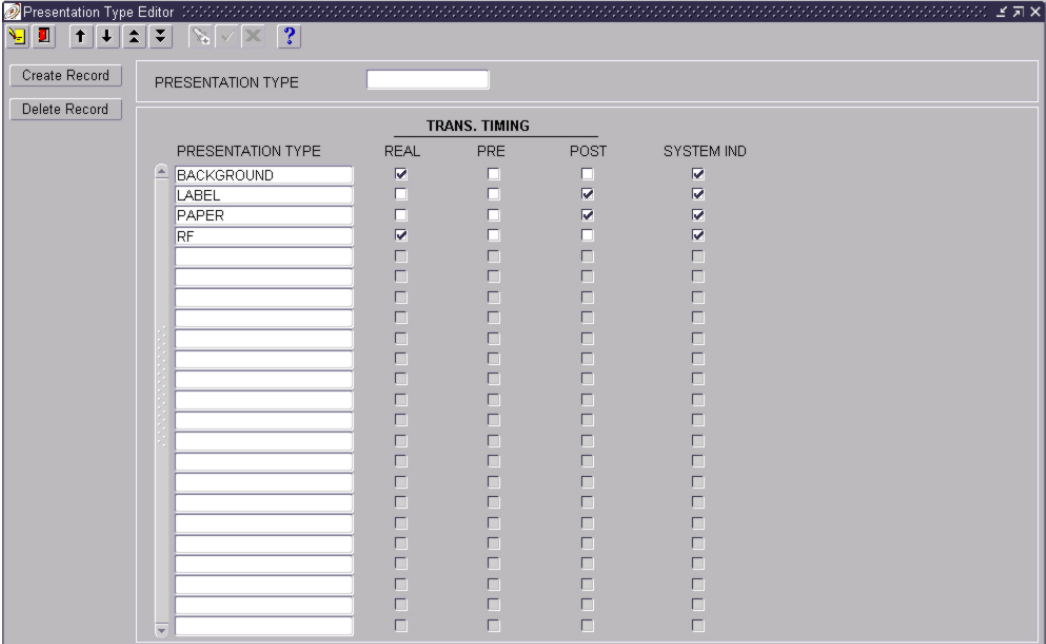 Presentation Type Editor
?
Create Record
Delete Record
PRESENTATION TYPE
TRANS. TIMING
PRESENTATION TYPE REAL PRE POST SYSTEM IND
BACKGROUND
LABEL
PAPER
RF